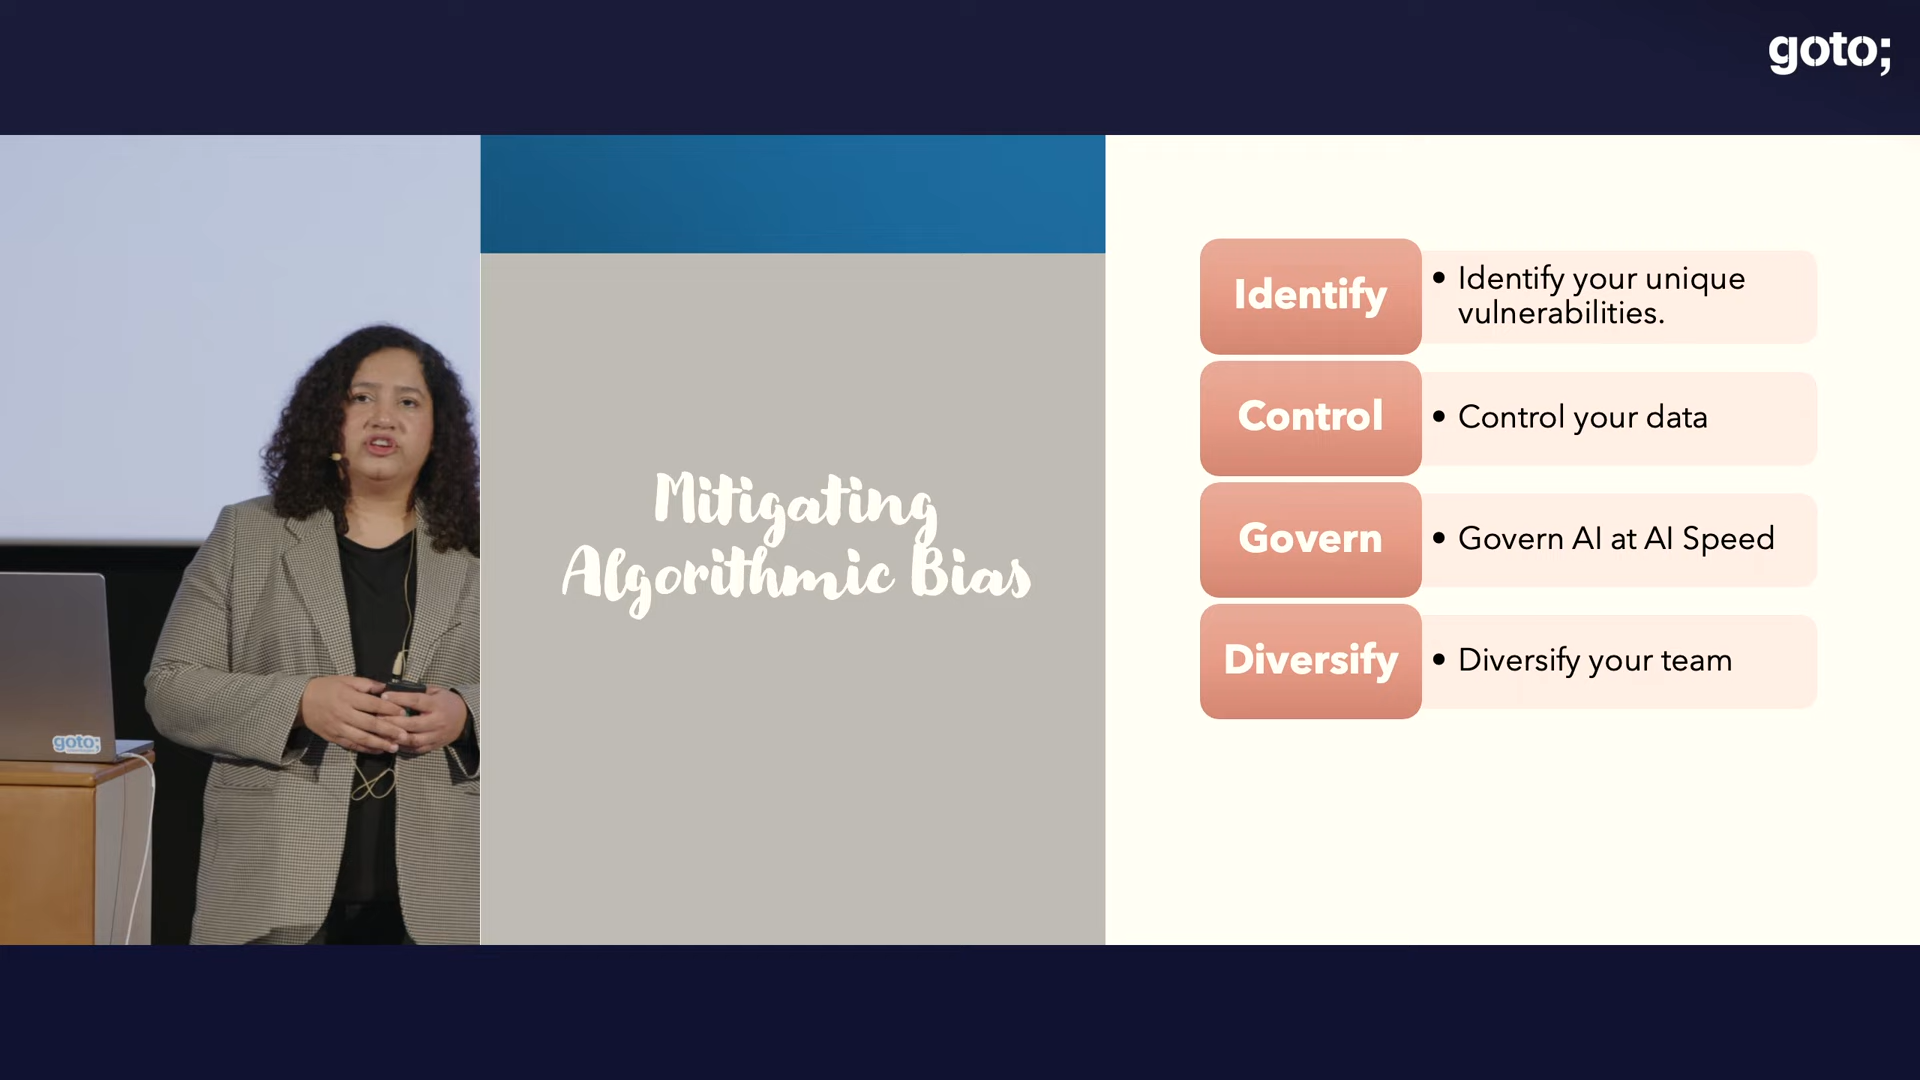 goto;
goto;
Mitigating
Algorithmic Bias
Identify
• Identify your unique
vulnerabilities.
Control
• Control your data
Govern
• Govern AI at AI Speed
Diversify
• Diversify your team